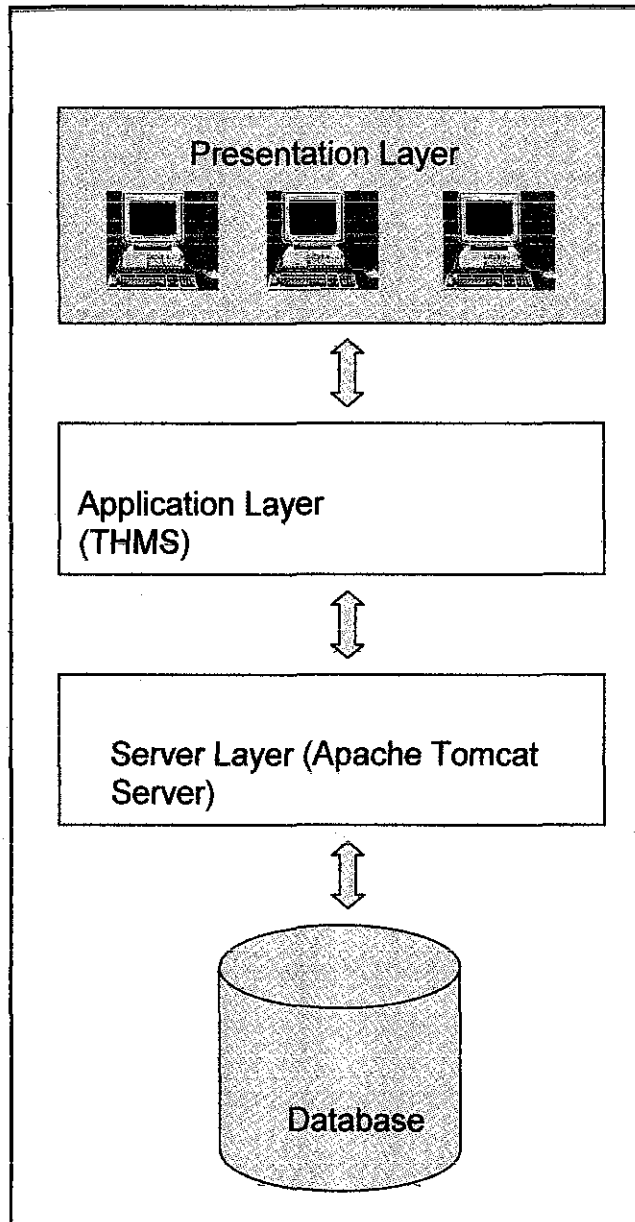 Presentation Layer
Application Layer
(THMS)
Server Layer (Apache Tomcat
Server)
Database